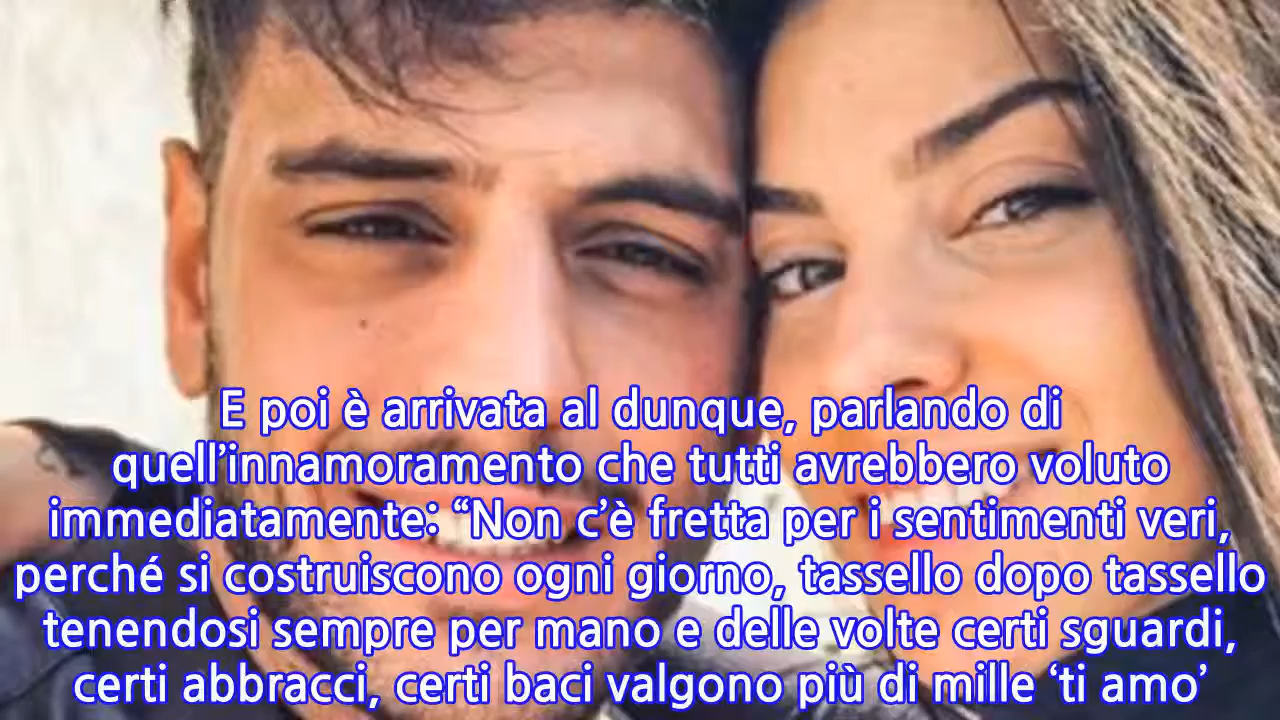 E poi è arrivata al dunque, parlando di
quell’innamoramento che tutti avrebbero voluto
immediatamente: “Non c’è fretta per i sentimenti veri,
perché si costruiscono ogni giorno, tassello dopo tassello
tenendosi sempre per mano e delle volte certi sguardi,
certi abbracci, certi baci valgono più di mille ‘ti amo’